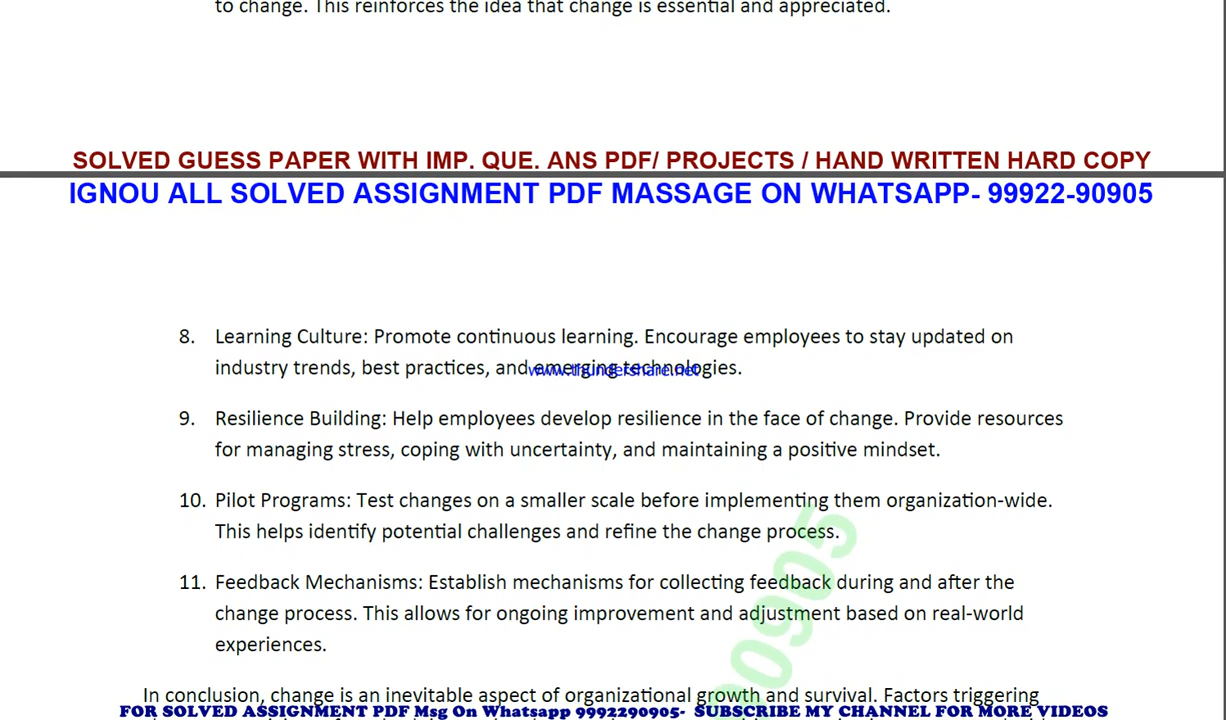 to change. This reinforces the idea that change is essential and appreciated.
SOLVED GUESS PAPER WITH IMP. QUE. ANS PDF/ PROJECTS / HAND WRITTEN HARD COPY
IGNOU ALL SOLVED ASSIGNMENT PDF MASSAGE ON WHATSAPP- 99922-90905
8. Learning Culture: Promote continuous learning. Encourage employees to stay updated on
industry trends, best practices, and emerging technologies.
www.thundershare.net
9. Resilience Building: Help employees develop resilience in the face of change. Provide resources
for managing stress, coping with uncertainty, and maintaining a positive mindset.
10. Pilot Programs: Test changes on a smaller scale before implementing them organization-wide.
This helps identify potential challenges and refine the change process.
11. Feedback Mechanisms: Establish mechanisms for collecting feedback during and after the
change process. This allows for ongoing improvement and adjustment based on real-world
experiences.
90905
In conclusion, change is an inevitable aspect of organizational growth and survival. Factors triggering
FOR SOLVED ASSIGNMENT PDF Msg On Whatsapp 9992290905- SUBSCRIBE MY CHANNEL FOR MORE VIDEOS